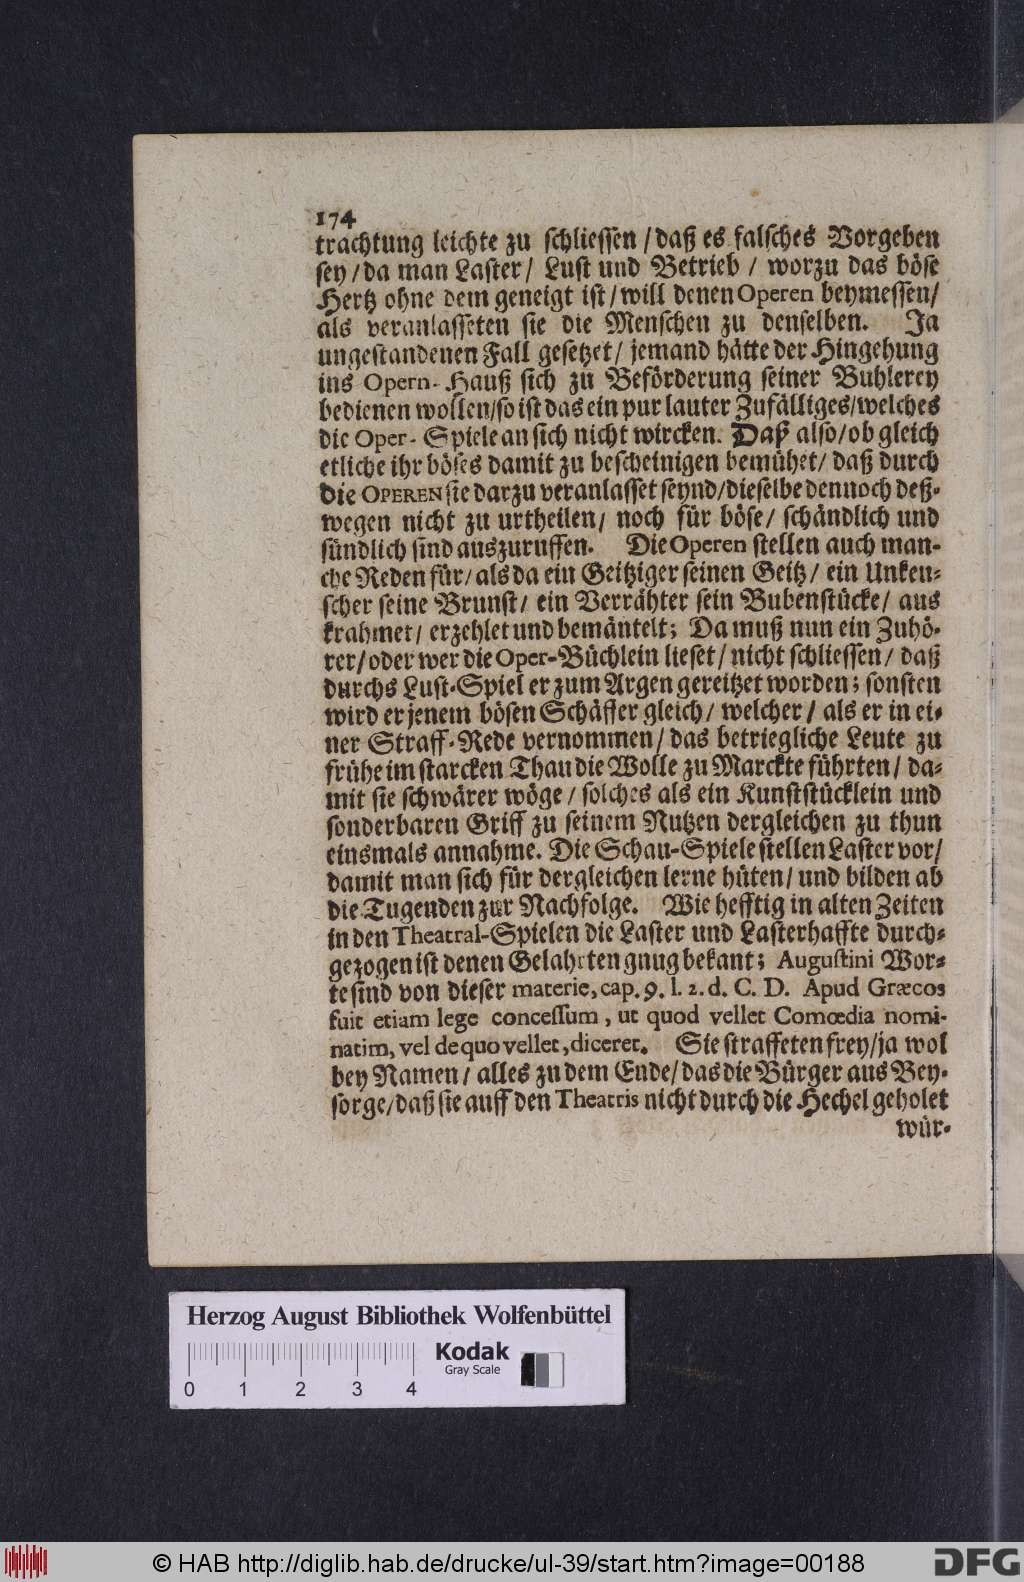 174
trachtung leichte zu schliessen / daß es falsches Vorgeben
sey / da man Laster / Lust und Betrieb / worzu das böse
Hertz ohne dem geneigt ist / will denen Operen beymessen /
als veranlasseten sie die Menschen zu denselben. Ja
ungestandenen Fall gesetzet / jemand hätte der Hingehung
ins Opern-Hauß sich zu Beförderung seiner Buhlerey
bedienen wollen / so ist das ein pur lauter Zufälliges / welches
die Oper-Spiele an sich nicht wircken. Daß also / ob gleich
etliche ihr böses damit zu bescheinigen bemühet / daß durch
die OPEREN sie darzu veranlasset seynd / dieselbe dennoch deß-
wegen nicht zu urtheilen / noch für böse / schändlich und
sündlich sind auszuruffen. Die Operen stellen auch man-
che Reden für / als da ein Geitziger seinen Geitz / ein Unkeu-
scher seine Brunst / ein Verrähter sein Bubenstücke / aus
krahmet / erzehlet und bemäntelt; Da muß nun ein Zuhö-
rer / oder wer die Oper-Büchlein lieset / nicht schliessen / daß
durchs Lust-Spiel er zum Argen gereitzet worden; sonsten
wird er jenem bösen Schäffer gleich / welcher / als er in ei-
ner Straff-Rede vernommen / das betriegliche Leute zu
frühe im starcken Thau die Wolle zu Marckte führten / da-
mit sie schwärer wöge / solches als ein Kunststücklein und
sonderbaren Griff zu seinem Nutzen dergleichen zu thun
einsmals annahme. Die Schau-Spiele stellen Laster vor /
damit man sich für dergleichen lerne hüten / und bilden ab
die Tugenden zur Nachfolge. Wie hefftig in alten Zeiten
in den Theatral-Spielen die Laster und Lasterhaffte durch-
gezogen ist denen Gelahrten gnug bekant; Augustini Wor-
te sind von dieser materie, cap. 9. l. 2. d. C. D. Apud Græcos
fuit etiam lege concessum, ut quod vellet Comœdia nomi-
natim, vel de quo vellet, diceret. Sie straffeten frey / ja wol
bey Namen / alles zu dem Ende / das die Bürger aus Bey-
sorge / daß sie auff den Theatris nicht durch die Hechel geholet
wür-
Herzog August Bibliothek Wolfenbüttel
Kodak
Gray Scale
0 1 2 3 4
© HAB http://diglib.hab.de/drucke/ul-39/start.htm?image=00188
DFG